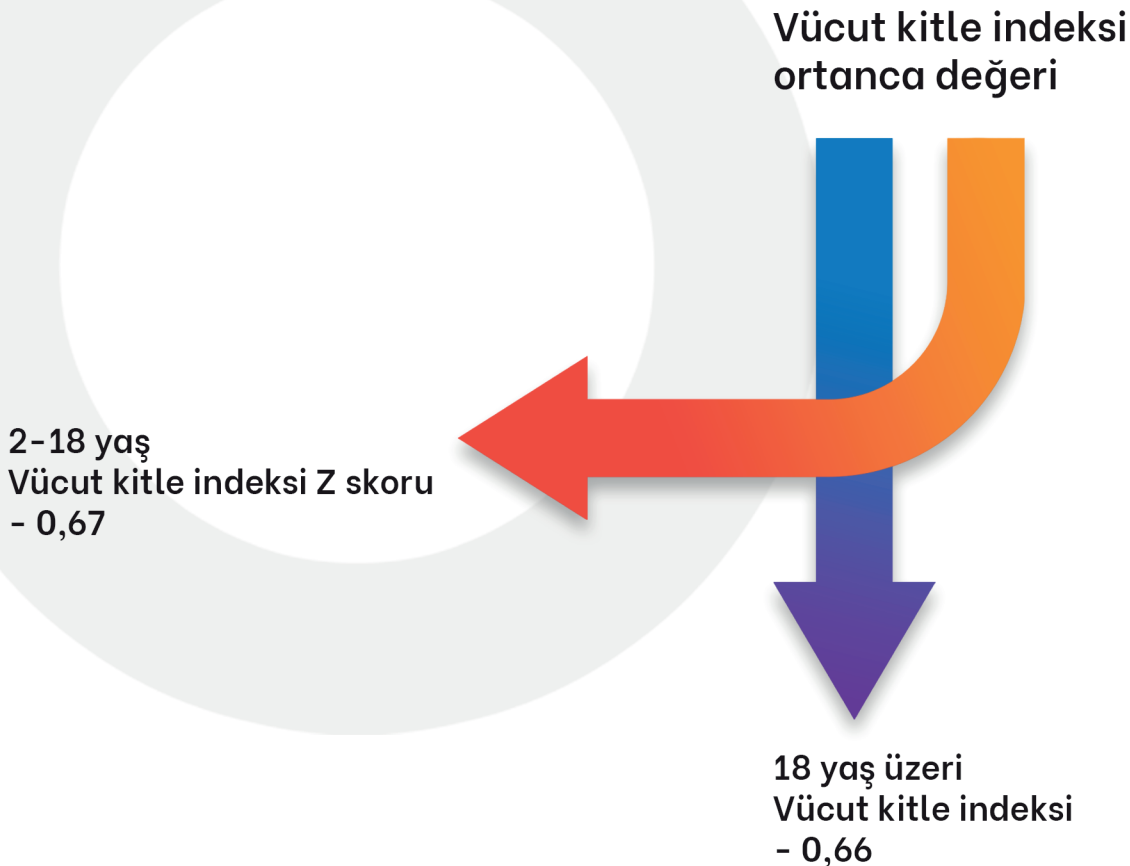 Vücut kitle indeksi
ortanca değeri
2-18 yaş
Vücut kitle indeksi Z skoru
- 0,67
18 yaş üzeri
Vücut kitle indeksi
- 0,66